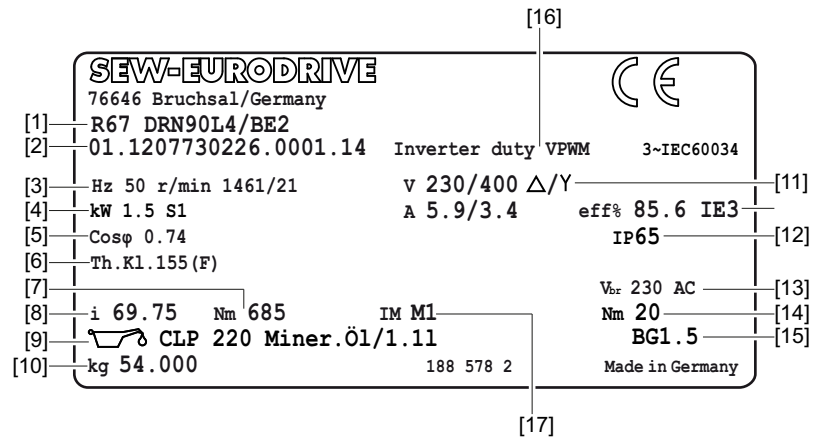 [16]
SEW-EURODRIVE CE
76646 Bruchsal/Germany
[1] R67 DRN90L4/BE2
[2] 01.1207730226.0001.14 Inverter duty VPWM 3~IEC60034
[3] Hz 50 r/min 1461/21 V 230/400 △/Y [11]
[4] kW 1.5 S1 A 5.9/3.4 eff% 85.6 IE3
[5] Cosφ 0.74 IP65 [12]
[6] Th.Kl.155(F)
[7] Vbr 230 AC [13]
[8] i 69.75 Nm 685 IM M1 Nm 20 [14]
[9] CLP 220 Miner.Öl/1.1l BG1.5 [15]
[10] kg 54.000 188 578 2 Made in Germany
[17]